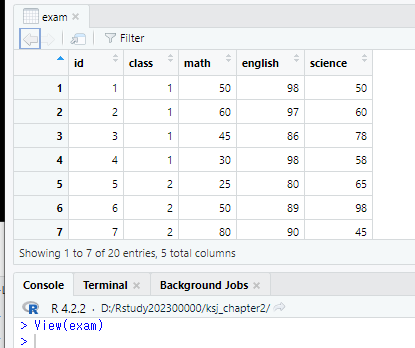 exam
Filter
id class math english science
1 1 1 50 98 50
2 2 1 60 97 60
3 3 1 45 86 78
4 4 1 30 98 58
5 5 2 25 80 65
6 6 2 50 89 98
7 7 2 80 90 45
Showing 1 to 7 of 20 entries, 5 total columns
Console Terminal Background Jobs
R 4.2.2 · D:/Rstudy202300000/ksj_chapter2/
> View(exam)
>